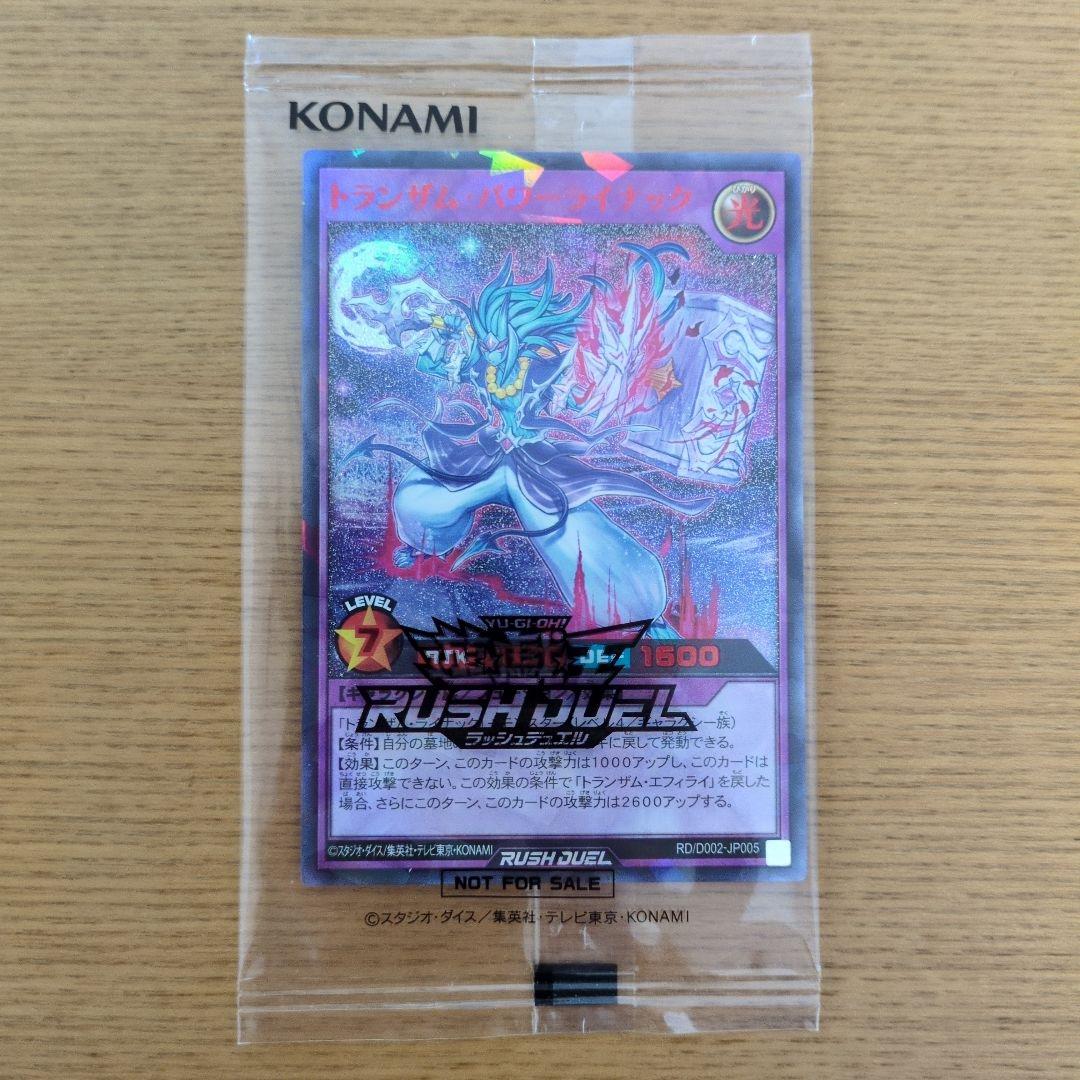 KONAMI
トランザム・パワーライナック
ひかり
光
LEVEL
7
YU-GI-OH!
1600
RUSH DUEL
ラッシュデュエル
【条件】自分の墓地の
に戻して発動できる。
【効果】このターン、このカードの攻撃力は1000アップし、このカードは
直接攻撃できない。この効果の条件で「トランザム・エフィライ」を戻した
場合、さらにこのターン、このカードの攻撃力は2600アップする。
©スタジオ・ダイス/集英社・テレビ東京・KONAMI
RUSH DUEL
RD/D002-JP005
NOT FOR SALE
©スタジオ・ダイス／集英社・テレビ東京・KONAMI